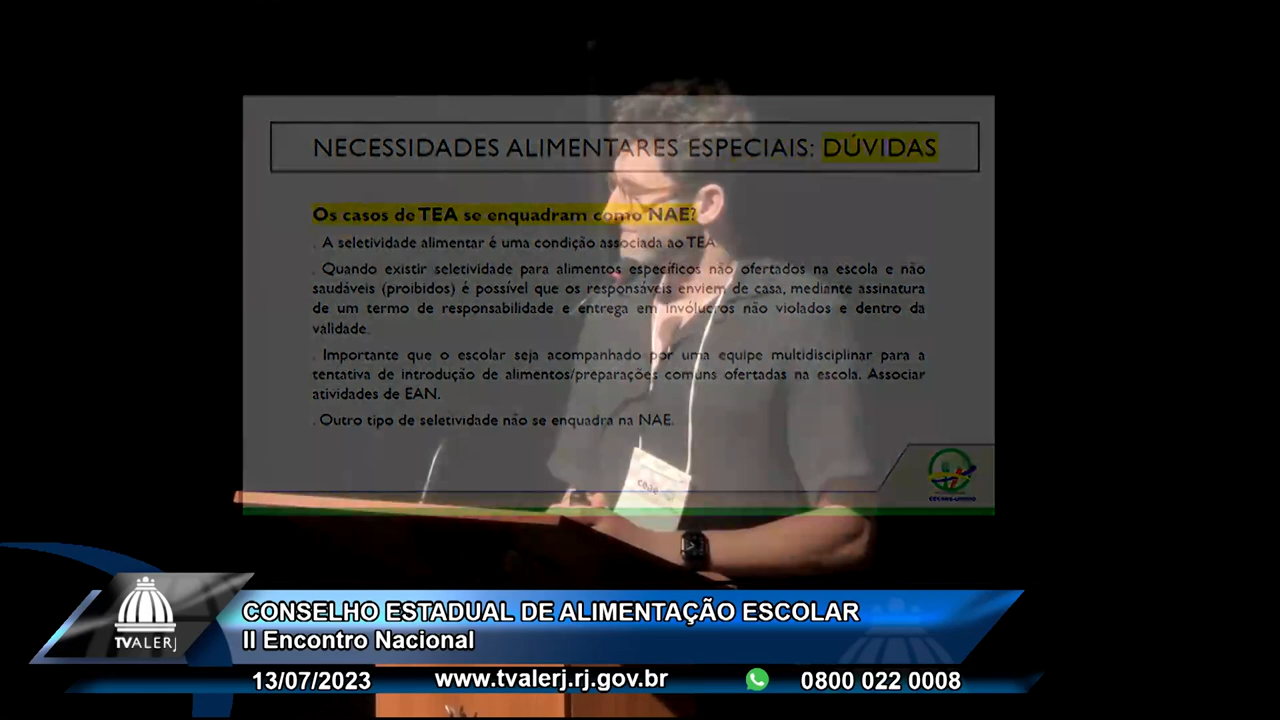 NECESSIDADES ALIMENTARES ESPECIAIS: DÚVIDAS
Os casos de TEA se enquadram como NAE?
. A seletividade alimentar é uma condição associada ao TEA
. Quando existir seletividade para alimentos específicos não ofertados na escola e não
saudáveis (proibidos) é possível que os responsáveis enviem de casa, mediante assinatura
de um termo de responsabilidade e entrega em invólucros não violados e dentro da
validade.
. Importante que o escolar seja acompanhado por uma equipe multidisciplinar para a
tentativa de introdução de alimentos/preparações comuns ofertadas na escola. Associar
atividades de EAN.
. Outro tipo de seletividade não se enquadra na NAE.
TVALERJ
CONSELHO ESTADUAL DE ALIMENTAÇÃO ESCOLAR
II Encontro Nacional
13/07/2023 www.tvalerj.rj.gov.br 0800 022 0008